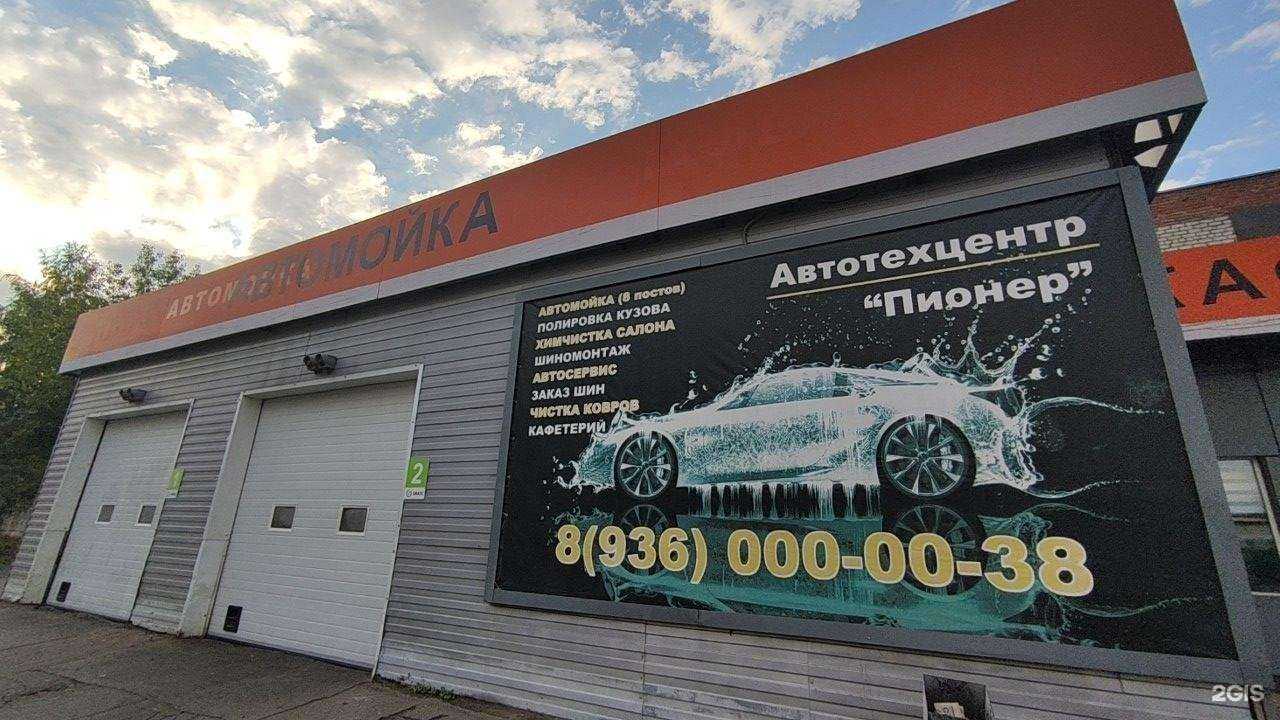 АВТОМОЙКА
АВТОМ
Автотехцентр
“Пионер”
АВТОМОЙКА (6 постов)
ПОЛИРОВКА КУЗОВА
ХИМЧИСТКА САЛОНА
ШИНОМОНТАЖ
АВТОСЕРВИС
ЗАКАЗ ШИН
ЧИСТКА КОВРОВ
КАФЕТЕРИЙ
8(936) 000-00-38
2
2GIS